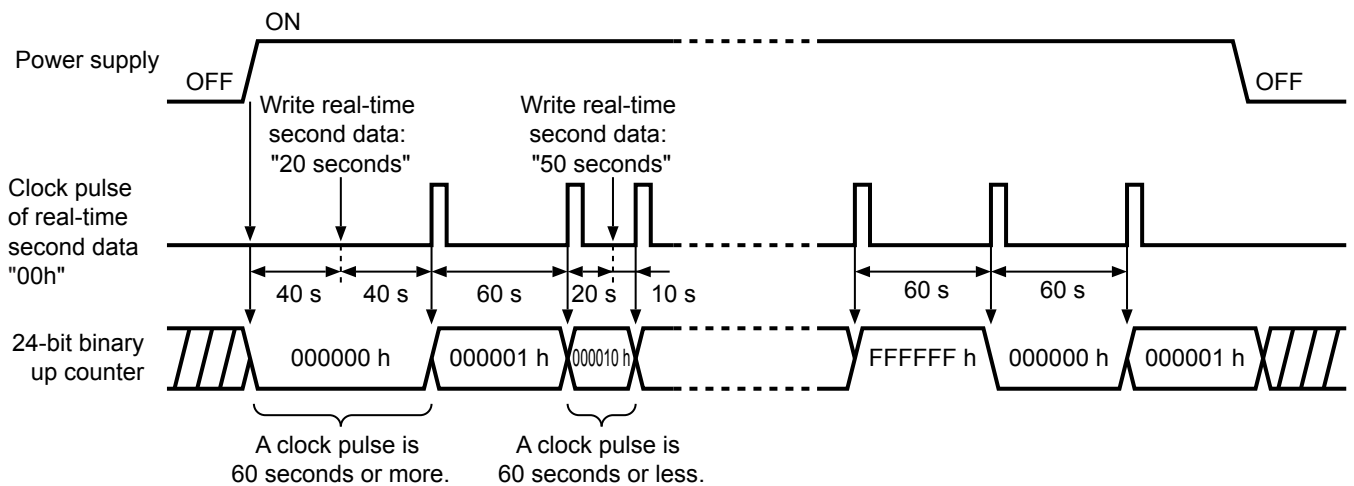 ON
Power supply
OFF
OFF
Write real-time
second data:
"20 seconds"
Write real-time
second data:
"50 seconds"
Clock pulse
of real-time
second data
"00h"
40 s
40 s
60 s
20 s
10 s
60 s
60 s
24-bit binary
up counter
000000 h
000001 h
000010 h
FFFFFF h
000000 h
000001 h
A clock pulse is
60 seconds or more.
A clock pulse is
60 seconds or less.